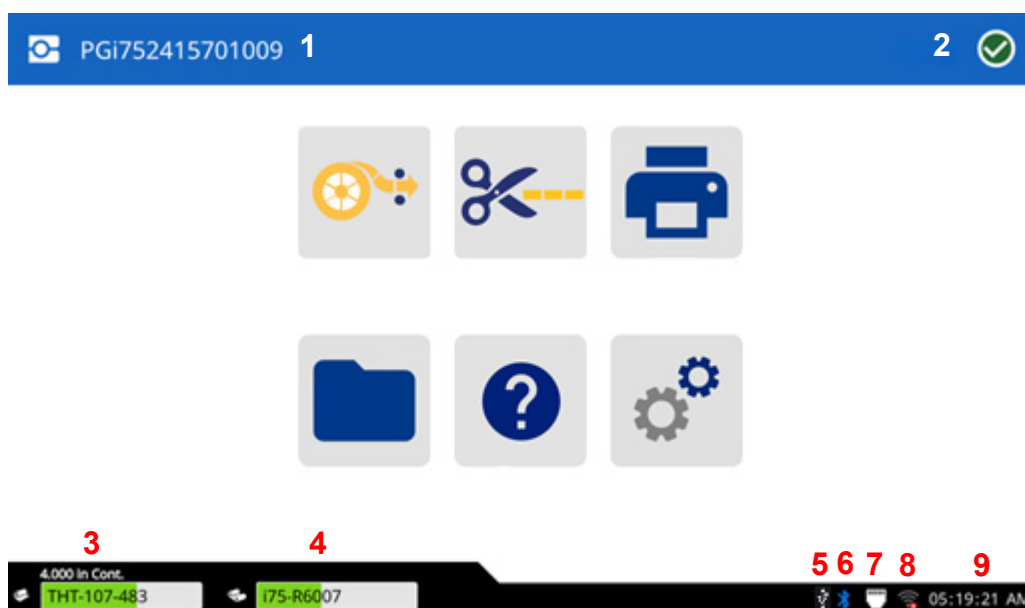 PGi752415701009 1
2
3 4
4.000 in Cont.
THT-107-483 i75-R6007
5 6 7 8 9
05:19:21 AM
?